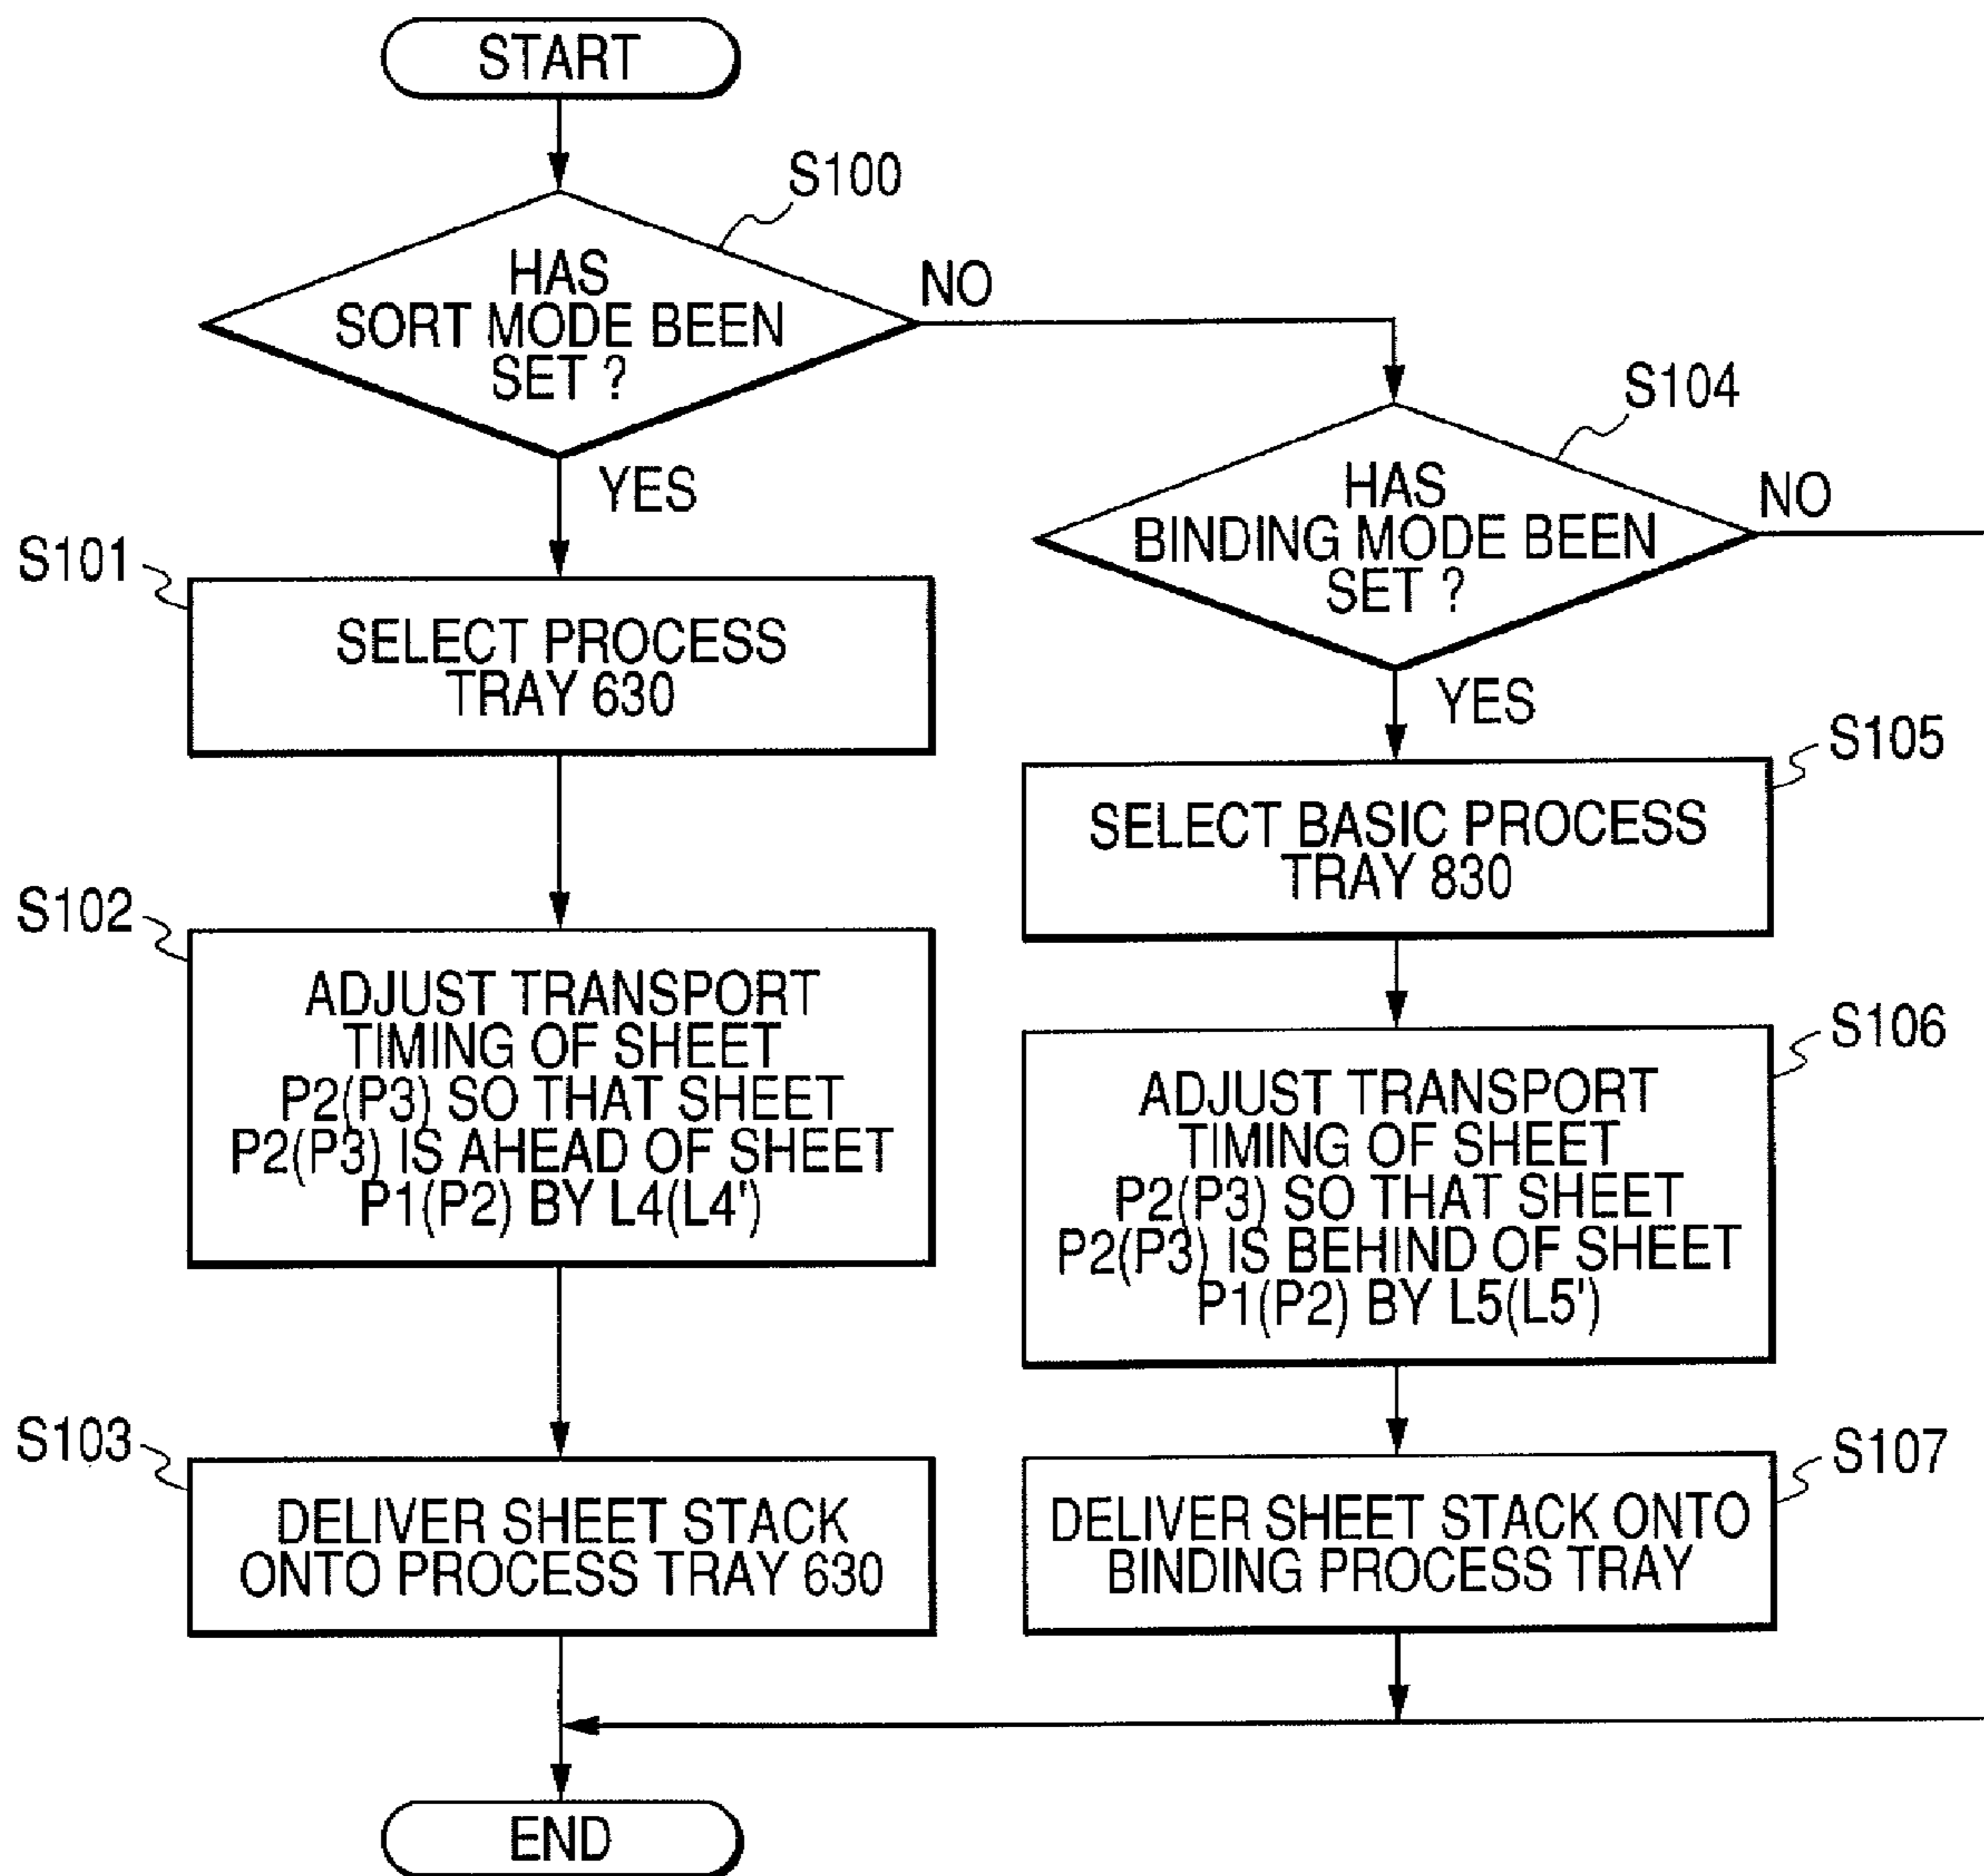 START
S100
HAS
SORT MODE BEEN
SET ?
NO
YES
S101
SELECT PROCESS
TRAY 630
S102
ADJUST TRANSPORT
TIMING OF SHEET
P2(P3) SO THAT SHEET
P2(P3) IS AHEAD OF SHEET
P1(P2) BY L4(L4')
S103
DELIVER SHEET STACK
ONTO PROCESS TRAY 630
S104
HAS
BINDING MODE BEEN
SET ?
NO
YES
S105
SELECT BASIC PROCESS
TRAY 830
S106
ADJUST TRANSPORT
TIMING OF SHEET
P2(P3) SO THAT SHEET
P2(P3) IS BEHIND OF SHEET
P1(P2) BY L5(L5')
S107
DELIVER SHEET STACK ONTO
BINDING PROCESS TRAY
END